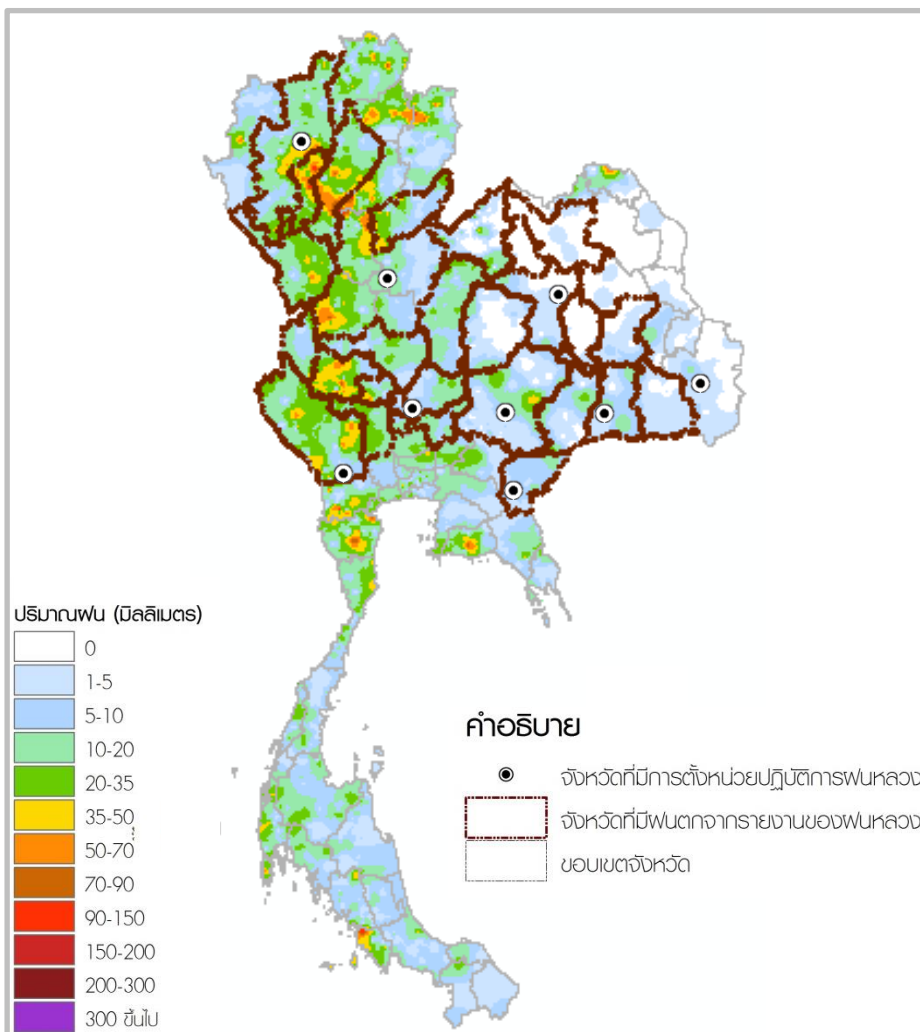 ปริมาณฝน (มิลลิเมตร)
0
1-5
5-10
10-20
20-35
35-50
50-70
70-90
90-150
150-200
200-300
300 ขึ้นไป
คำอธิบาย
จังหวัดที่มีการตั้งหน่วยปฏิบัติการฝนหลวง
จังหวัดที่มีฝนตกจากรายงานของฝนหลวง
ขอบเขตจังหวัด